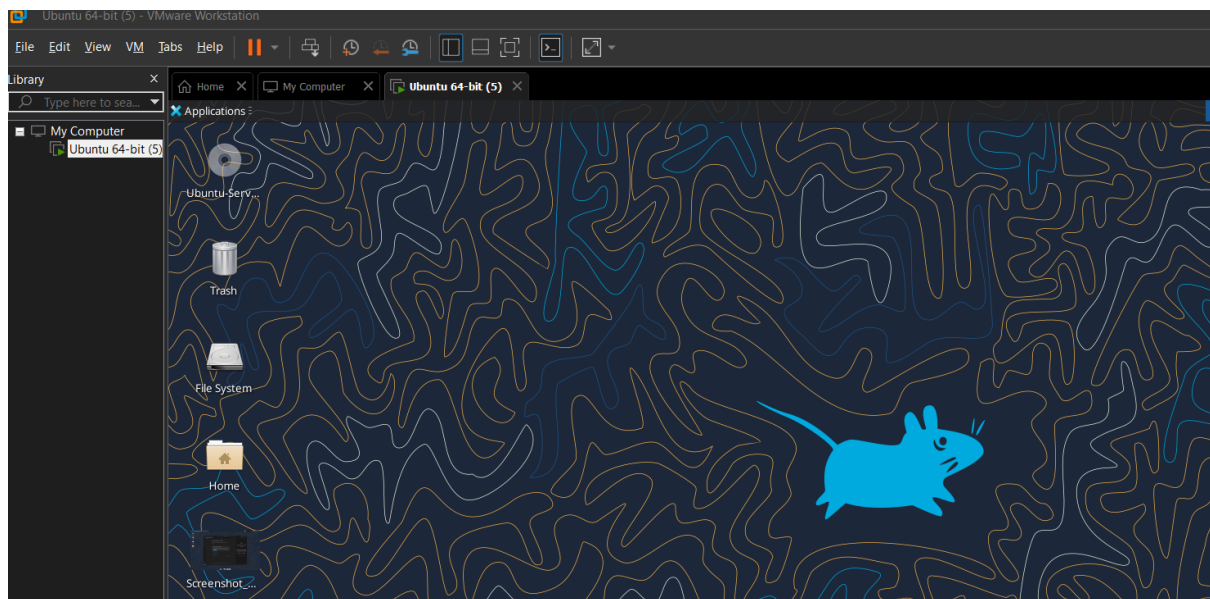 Ubuntu 64-bit (5) - VMware Workstation
File Edit View VM Tabs Help
Library X
Type here to sea...
Home X My Computer X Ubuntu 64-bit (5) X
Applications
My Computer
Ubuntu 64-bit (5)
Ubuntu-Serv...
Trash
File System
Home
Screenshot_...